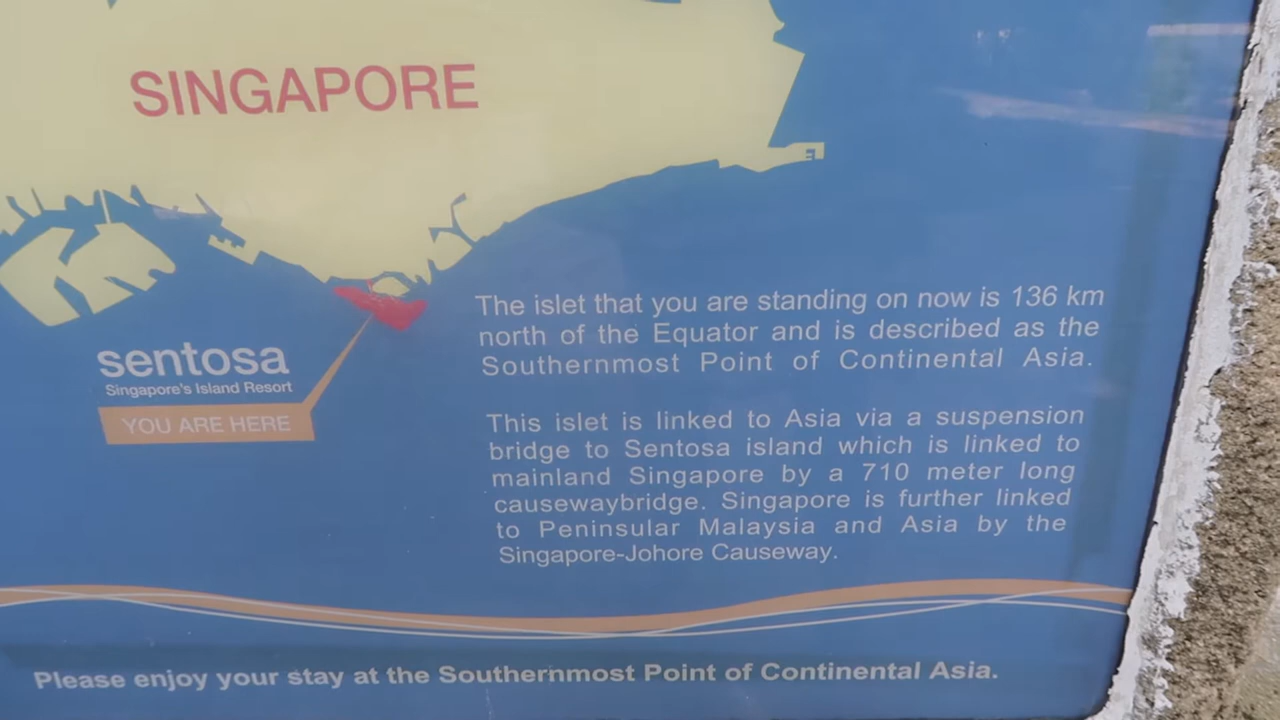 SINGAPORE
sentosa
Singapore's Island Resort
YOU ARE HERE
The islet that you are standing on now is 136 km
north of the Equator and is described as the
Southernmost Point of Continental Asia.
This islet is linked to Asia via a suspension
bridge to Sentosa island which is linked to
mainland Singapore by a 710 meter long
causewaybridge. Singapore is further linked
to Peninsular Malaysia and Asia by the
Singapore-Johore Causeway.
Please enjoy your stay at the Southernmost Point of Continental Asia.